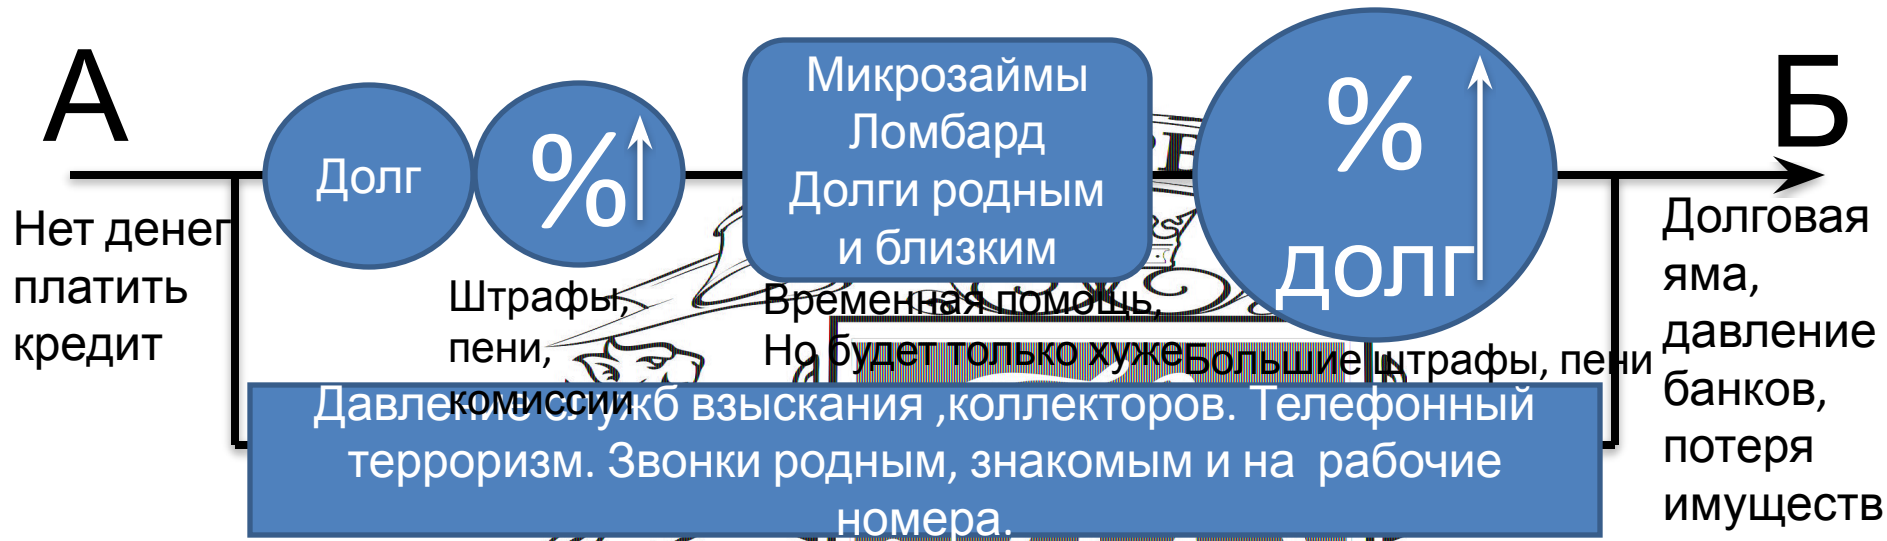 А
Б
Долг
%
Микрозаймы
Ломбард
Долги родным
и близким
%
долг
Нет денег
платить
кредит
Штрафы,
пени,
комиссии
Временная помощь,
Но будет только хуже
Большие штрафы, пени
Долговая
яма,
давление
банков,
потеря
имуществ
Давление служб взыскания ,коллекторов. Телефонный
терроризм. Звонки родным, знакомым и на рабочие
номера.